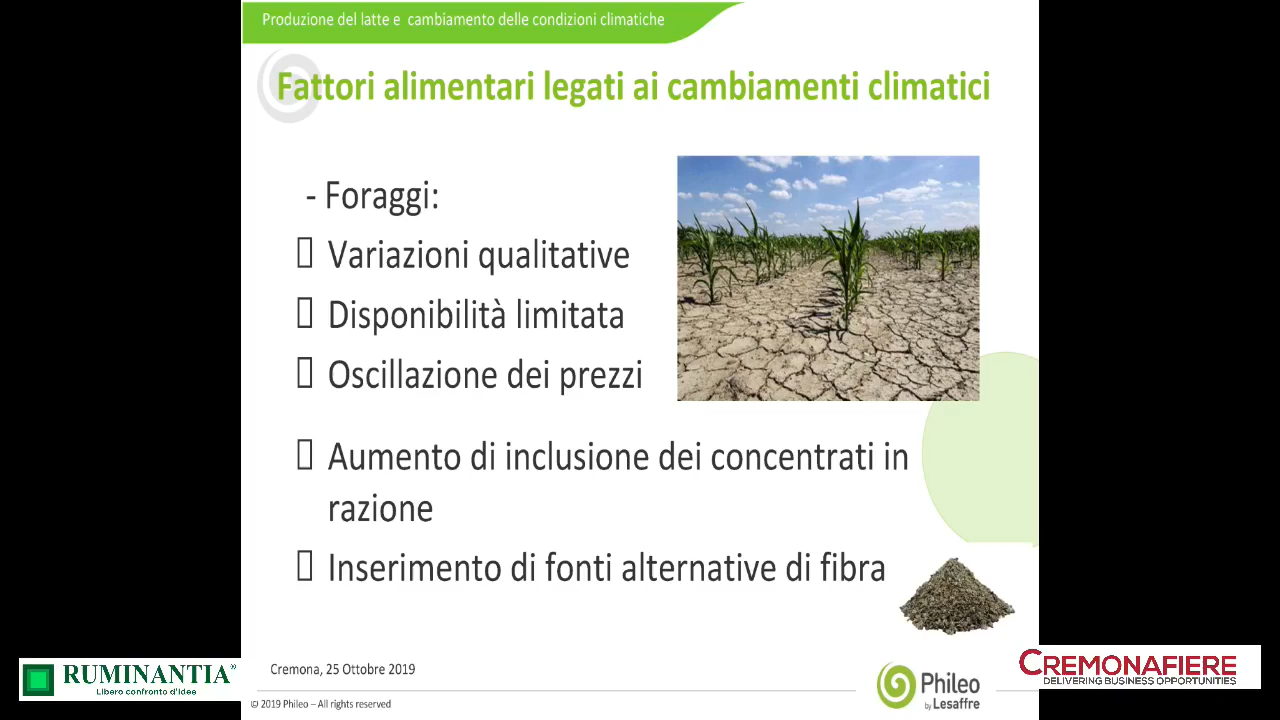 Produzione del latte e cambiamento delle condizioni climatiche
Fattori alimentari legati ai cambiamenti climatici
- Foraggi:
Variazioni qualitative
Disponibilità limitata
Oscillazione dei prezzi
Aumento di inclusione dei concentrati in
razione
Inserimento di fonti alternative di fibra
Cremona, 25 Ottobre 2019
© 2019 Phileo – All rights reserved
Phileo
by Lesaffre
RUMINANTIA®
Libero confronto d'Idee
CREMONAFIERE
DELIVERING BUSINESS OPPORTUNITIES